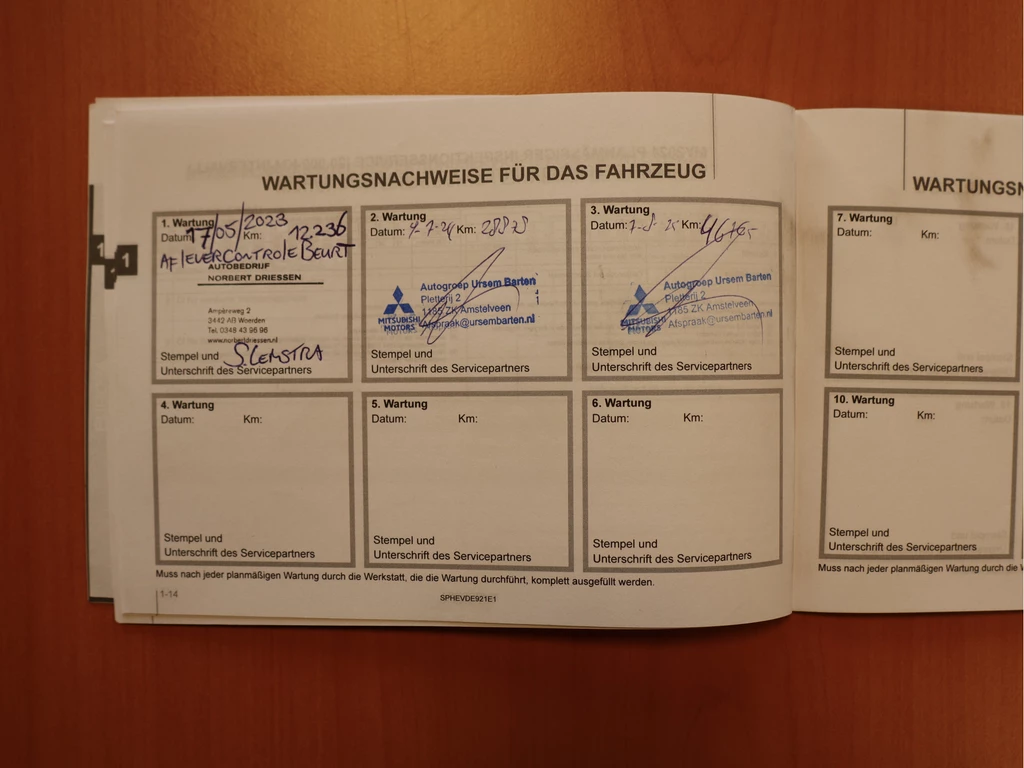 WARTUNGSNACHWEISE FÜR DAS FAHRZEUG
1. Wartung
Datum: 17/05/2023 Km: 12.236
AFLEVERCONTROLE BEURT
AUTOBEDRIJF
NORBERT DRIESSEN
Ampèreweg 2
3442 AB Woerden
Tel. 0348 43 96 96
www.norbertdriessen.nl
Stempel und
Unterschrift des Servicepartners
2. Wartung
Datum: Km:
Autogroep Ursem Barten
Pletterij 2
1185 ZK Amstelveen
Afspraak@ursembarten.nl
MITSUBISHI
MOTORS
Stempel und
Unterschrift des Servicepartners
3. Wartung
Datum: 7-8-25 Km:
Autogroep Ursem Barten
Pletterij 2
1185 ZK Amstelveen
Afspraak@ursembarten.nl
MITSUBISHI
MOTORS
Stempel und
Unterschrift des Servicepartners
4. Wartung
Datum: Km:
Stempel und
Unterschrift des Servicepartners
5. Wartung
Datum: Km:
Stempel und
Unterschrift des Servicepartners
6. Wartung
Datum: Km:
Stempel und
Unterschrift des Servicepartners
Muss nach jeder planmäßigen Wartung durch die Werkstatt, die die Wartung durchführt, komplett ausgefüllt werden.
1-14
SPHEVDE921E1
1
WARTUNGSN
7. Wartung
Datum: Km:
Stempel und
Unterschrift des Servicepartners
10. Wartung
Datum: Km:
Stempel und
Unterschrift des Servicepartners
Muss nach jeder planmäßigen Wartung durch die W